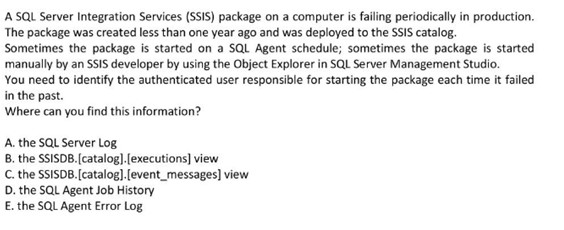 A SQL Server Integration Services (SSIS) package on a computer is failing periodically in production.
The package was created less than one year ago and was deployed to the SSIS catalog.
Sometimes the package is started on a SQL Agent schedule; sometimes the package is started
manually by an SSIS developer by using the Object Explorer in SQL Server Management Studio.
You need to identify the authenticated user responsible for starting the package each time it failed
in the past.
Where can you find this information?
A. the SQL Server Log
B. the SSISDB.[catalog].[executions] view
C. the SSISDB.[catalog].[event_messages] view
D. the SQL Agent Job History
E. the SQL Agent Error Log